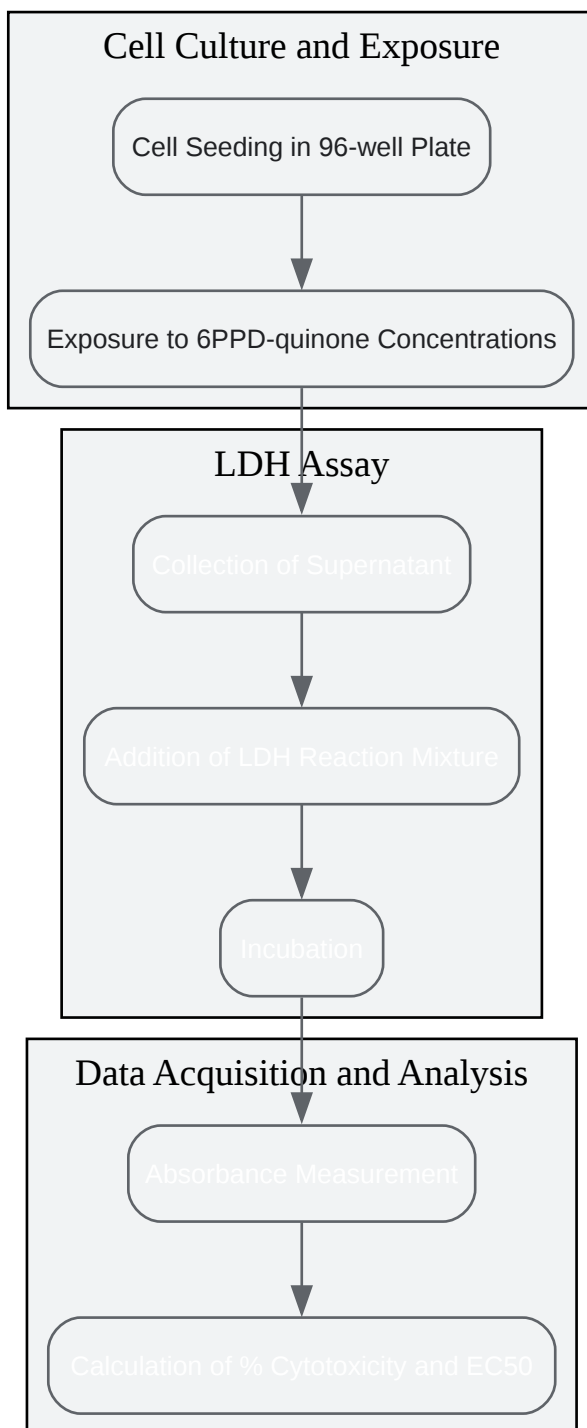 Cell Culture and Exposure
Cell Seeding in 96-well Plate
Exposure to 6PPD-quinone Concentrations
LDH Assay
Collection of Supernatant
Addition of LDH Reaction Mixture
Incubation
Data Acquisition and Analysis
Absorbance Measurement
Calculation of % Cytotoxicity and EC50